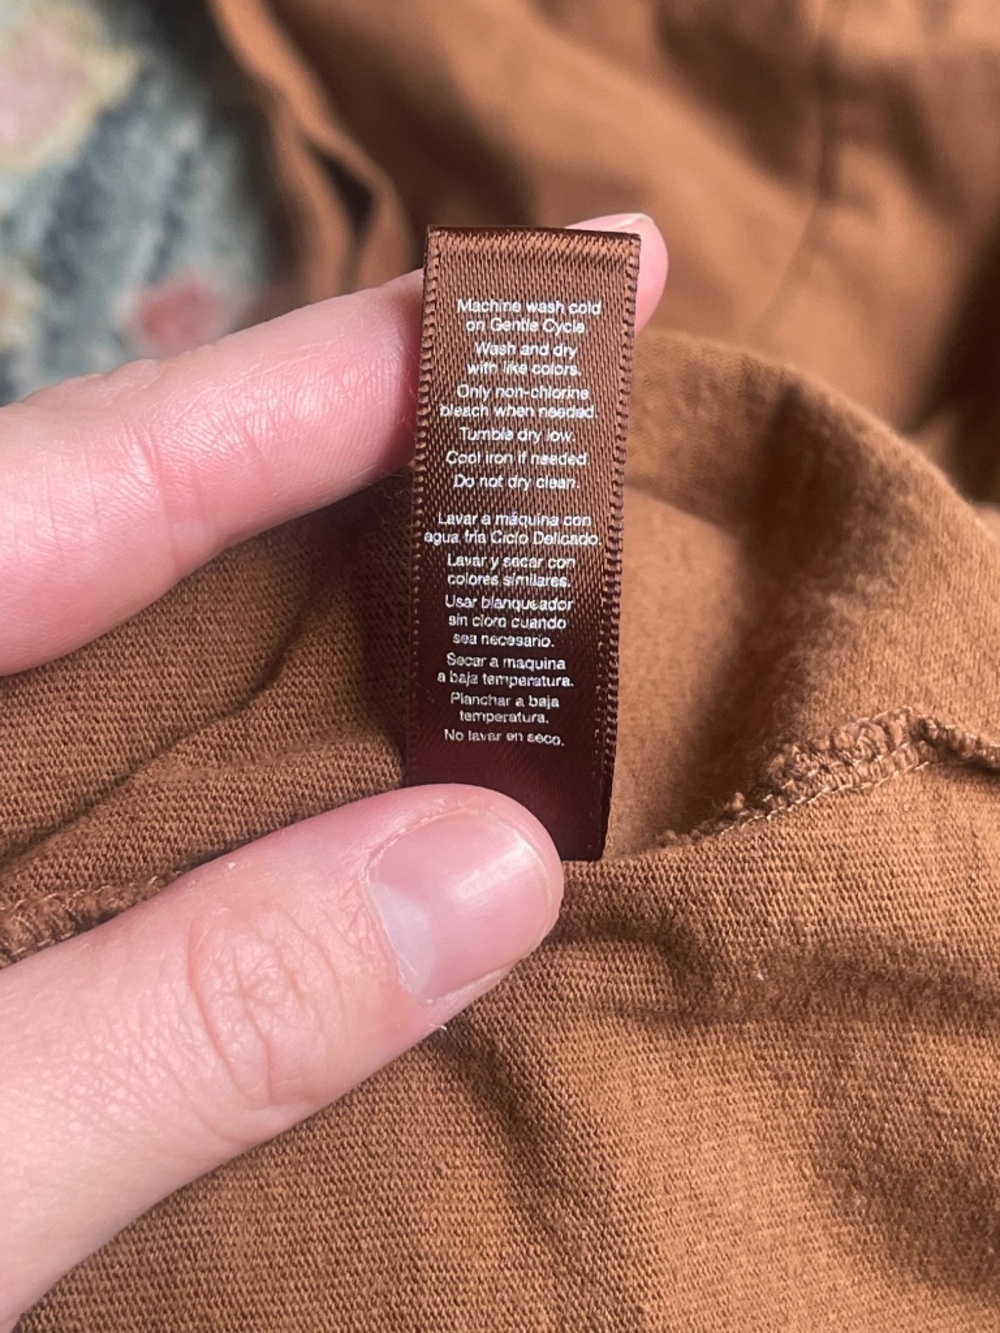 Machine wash cold
on Gentle Cycle.
Wash and dry
with like colors.
Only non-chlorine
bleach when needed.
Tumble dry low.
Cool iron if needed.
Do not dry clean.
Lavar a máquina con
agua fría Ciclo Delicado.
Lavar y secar con
colores similares.
Usar blanqueador
sin cloro cuando
sea necesario.
Secar a maquina
a baja temperatura.
Planchar a baja
temperatura.
No lavar en seco.